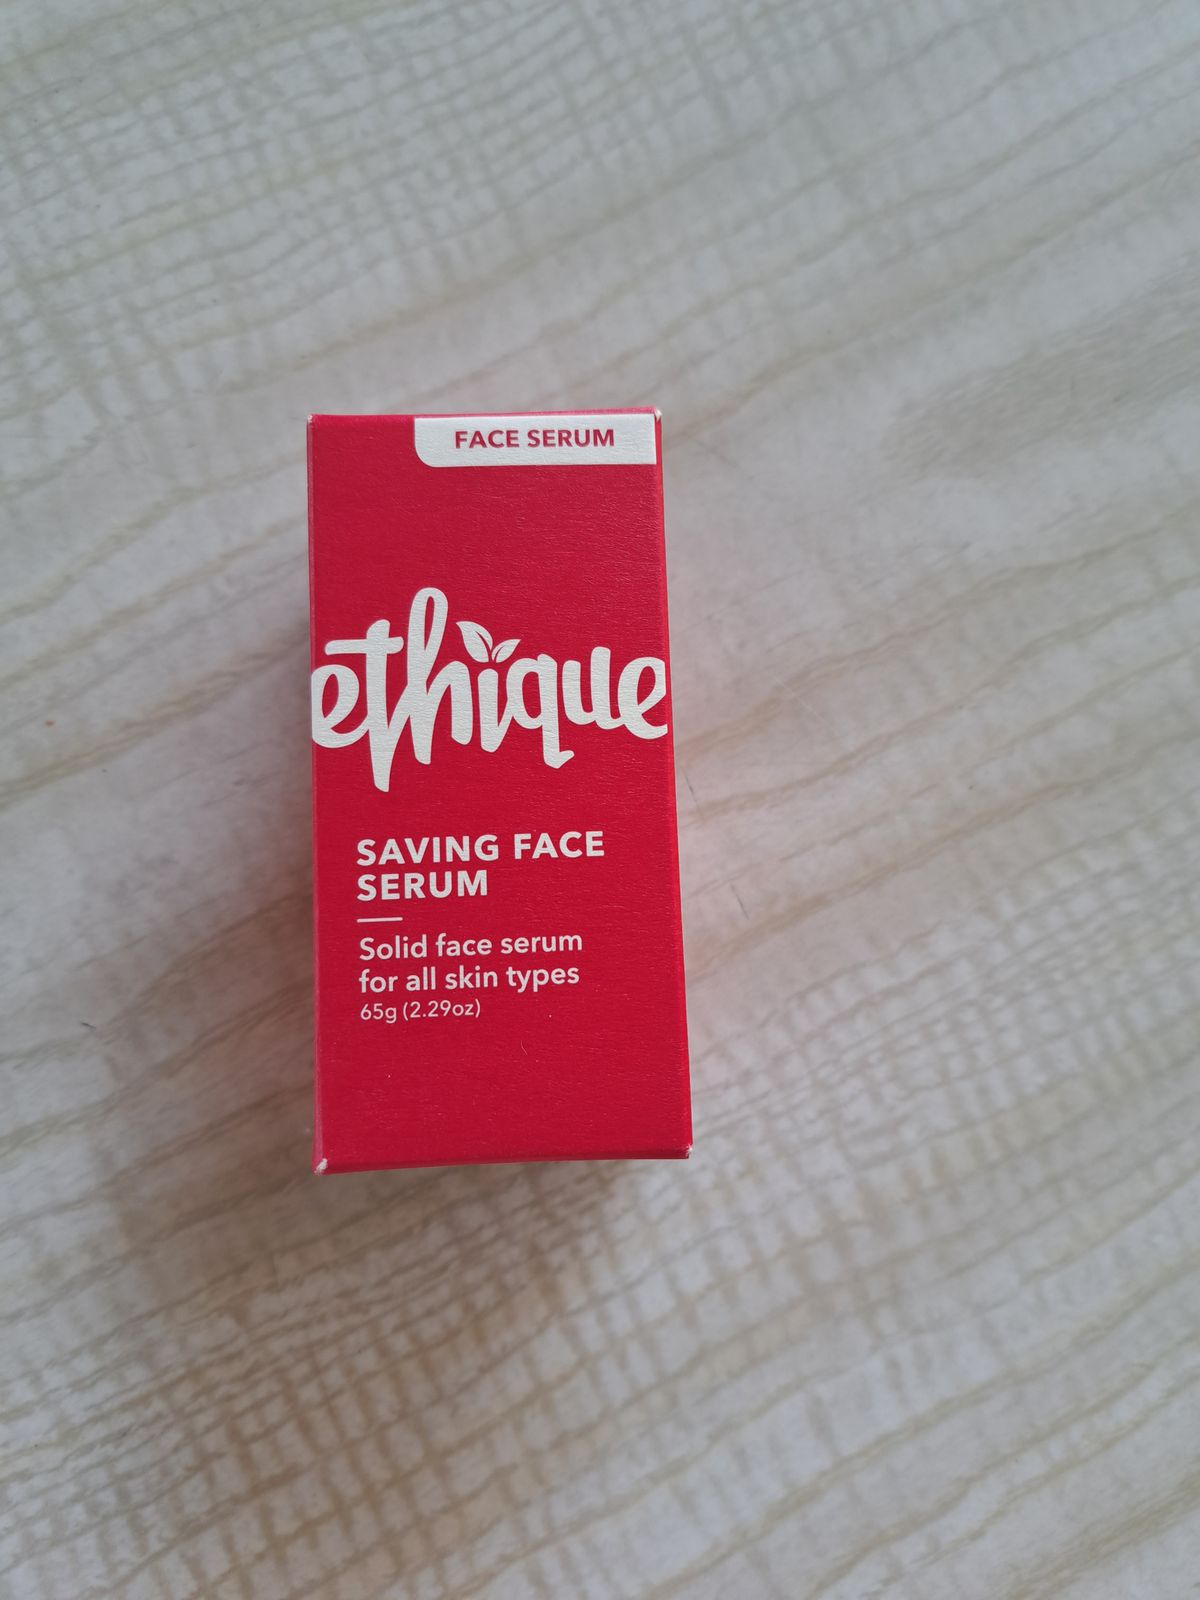 FACE SERUM
ethique
SAVING FACE
SERUM
Solid face serum
for all skin types
65g (2.29oz)